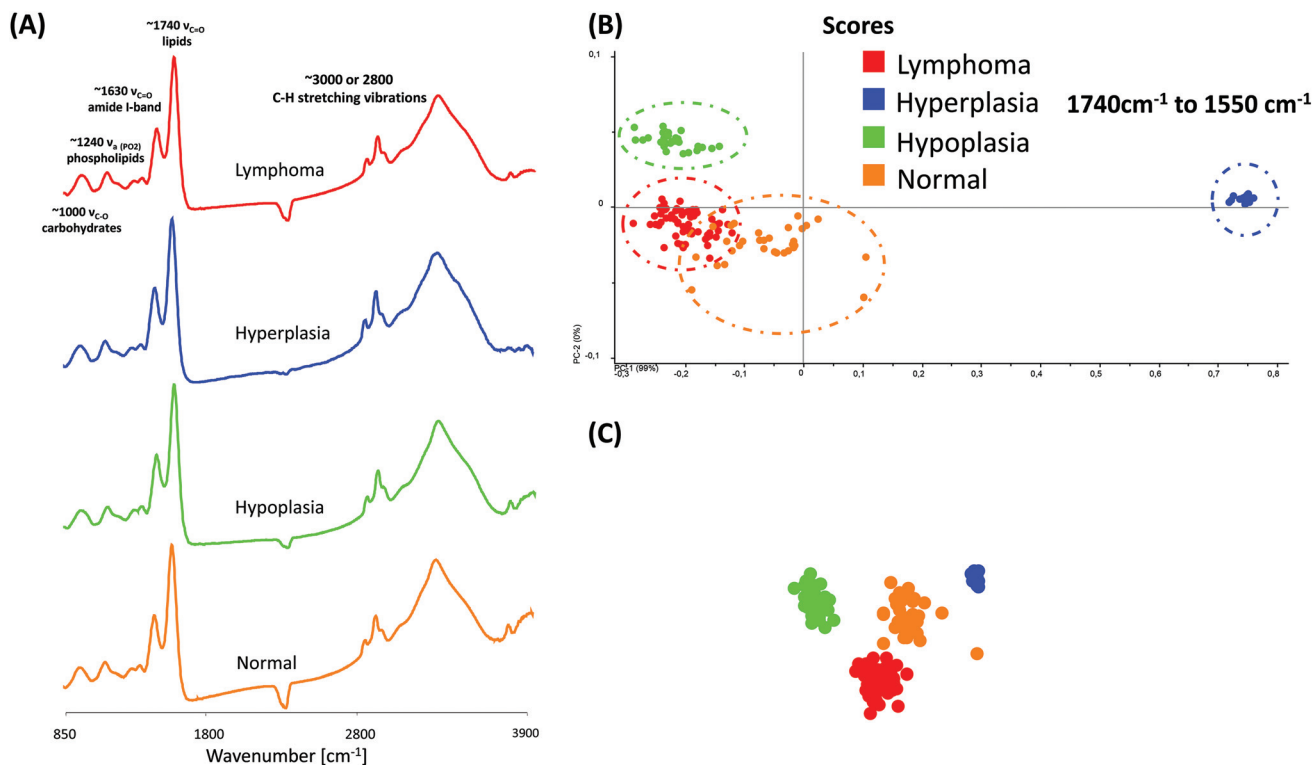 (A)
~1740 νC=O
lipids
~1630 νC=O
amide I-band
~3000 or 2800
C-H stretching vibrations
~1240 νa (PO2)
phospholipids
Lymphoma
~1000 νC-O
carbohydrates
Hyperplasia
Hypoplasia
Normal
850 1800 2800 3900
Wavenumber [cm-1]
(B)
Scores
Lymphoma
Hyperplasia 1740cm-1 to 1550 cm-1
Hypoplasia
Normal
0,1
0
-0,1
PC-2 (0%)
PC-1 (99%)
-0,3 -0,2 -0,1 0 0,1 0,2 0,3 0,4 0,5 0,6 0,7 0,8
(C)